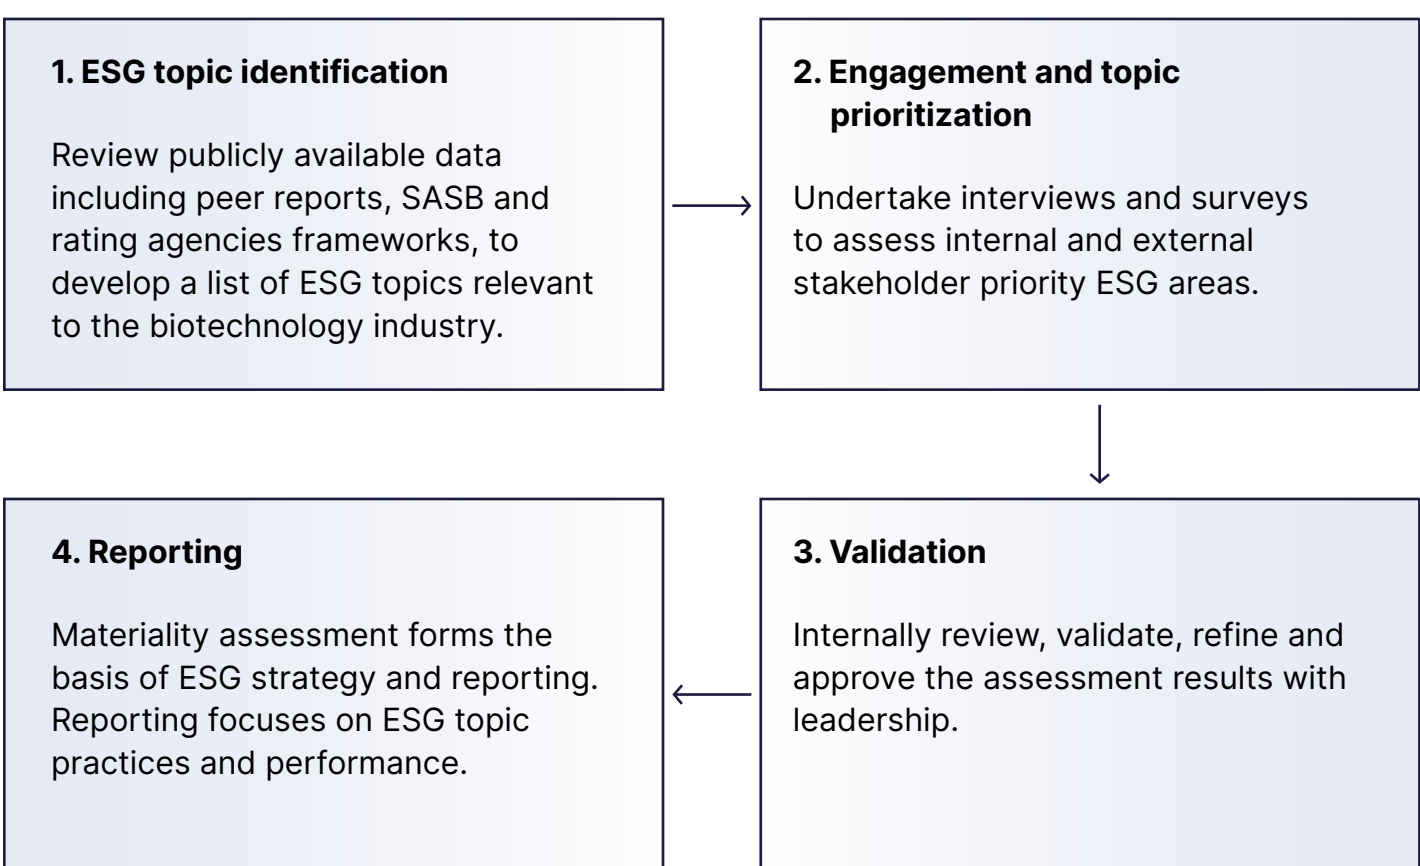 1. ESG topic identification
Review publicly available data
including peer reports, SASB and
rating agencies frameworks, to
develop a list of ESG topics relevant
to the biotechnology industry.
2. Engagement and topic
prioritization
Undertake interviews and surveys
to assess internal and external
stakeholder priority ESG areas.
3. Validation
Internally review, validate, refine and
approve the assessment results with
leadership.
4. Reporting
Materiality assessment forms the
basis of ESG strategy and reporting.
Reporting focuses on ESG topic
practices and performance.